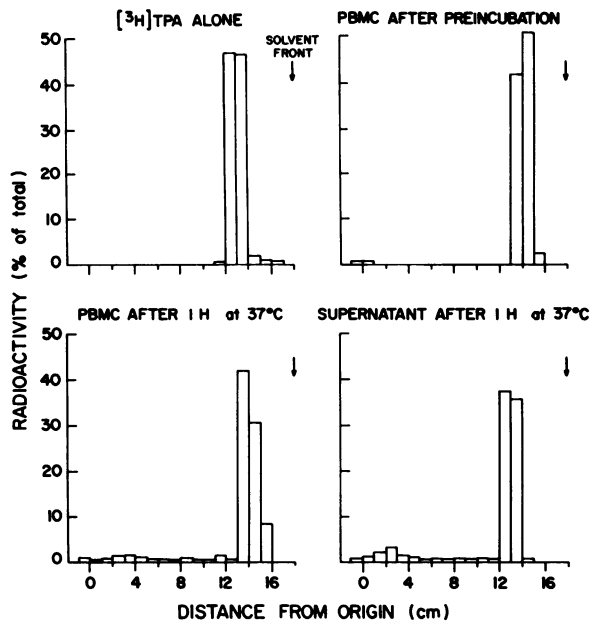 [³H]TPA ALONE
PBMC AFTER PREINCUBATION
SOLVENT
FRONT
50
40
30
20
10
0
PBMC AFTER 1 H at 37°C
SUPERNATANT AFTER 1 H at 37°C
50
40
30
20
10
0
RADIOACTIVITY (% of total)
0 4 8 12 16
0 4 8 12 16
DISTANCE FROM ORIGIN (cm)